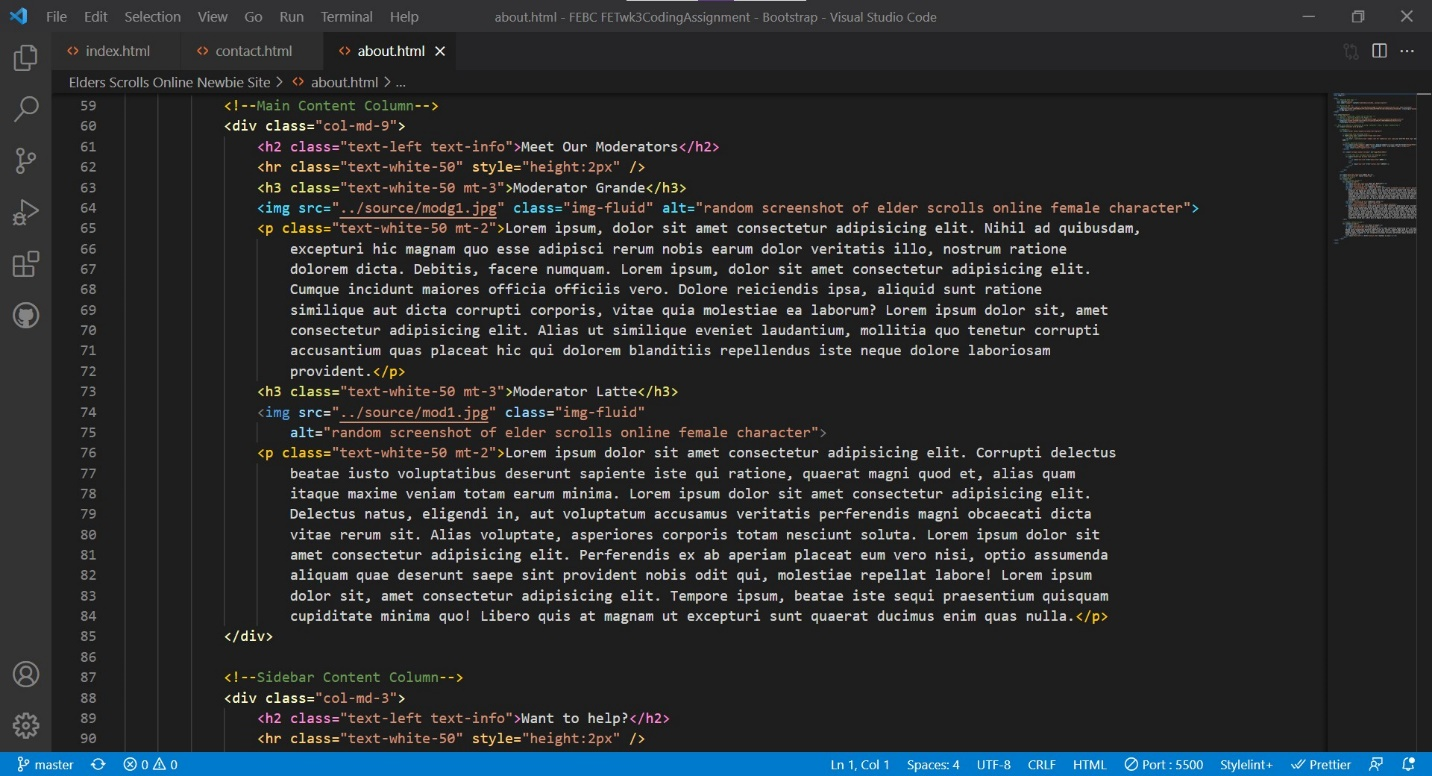 File Edit Selection View Go Run Terminal Help about.html - FEBC FETwk3CodingAssignment - Bootstrap - Visual Studio Code
index.html contact.html about.html
Elders Scrolls Online Newbie Site > about.html > ...
59 <!--Main Content Column-->
60 <div class="col-md-9">
61 <h2 class="text-left text-info">Meet Our Moderators</h2>
62 <hr class="text-white-50" style="height:2px" />
63 <h3 class="text-white-50 mt-3">Moderator Grande</h3>
64 <img src="../source/modg1.jpg" class="img-fluid" alt="random screenshot of elder scrolls online female character">
65 <p class="text-white-50 mt-2">Lorem ipsum, dolor sit amet consectetur adipisicing elit. Nihil ad quibusdam,
66 excepturi hic magnam quo esse adipisci rerum nobis earum dolor veritatis illo, nostrum ratione
67 dolorem dicta. Debitis, facere numquam. Lorem ipsum, dolor sit amet consectetur adipisicing elit.
68 Cumque incidunt maiores officia officiis vero. Dolore reiciendis ipsa, aliquid sunt ratione
69 similique aut dicta corrupti corporis, vitae quia molestiae ea laborum? Lorem ipsum dolor sit, amet
70 consectetur adipisicing elit. Alias ut similique eveniet laudantium, mollitia quo tenetur corrupti
71 accusantium quas placeat hic qui dolorem blanditiis repellendus iste neque dolore laboriosam
72 provident.</p>
73 <h3 class="text-white-50 mt-3">Moderator Latte</h3>
74 <img src="../source/mod1.jpg" class="img-fluid"
75 alt="random screenshot of elder scrolls online female character">
76 <p class="text-white-50 mt-2">Lorem ipsum dolor sit amet consectetur adipisicing elit. Corrupti delectus
77 beatae iusto voluptatibus deserunt sapiente iste qui ratione, quaerat magni quod et, alias quam
78 itaque maxime veniam totam earum minima. Lorem ipsum dolor sit amet consectetur adipisicing elit.
79 Delectus natus, eligendi in, aut voluptatum accusamus veritatis perferendis magni obcaecati dicta
80 vitae rerum sit. Alias voluptate, asperiores corporis totam nesciunt soluta. Lorem ipsum dolor sit
81 amet consectetur adipisicing elit. Perferendis ex ab aperiam placeat eum vero nisi, optio assumenda
82 aliquam quae deserunt saepe sint provident nobis odit qui, molestiae repellat labore! Lorem ipsum
83 dolor sit, amet consectetur adipisicing elit. Tempore ipsum, beatae iste sequi praesentium quisquam
84 cupiditate minima quo! Libero quis at magnam ut excepturi sunt quaerat ducimus enim quas nulla.</p>
85 </div>
86
87 <!--Sidebar Content Column-->
88 <div class="col-md-3">
89 <h2 class="text-left text-info">Want to help?</h2>
90 <hr class="text-white-50" style="height:2px" />
master 0 0 Ln 1, Col 1 Spaces: 4 UTF-8 CRLF HTML Port : 5500 Stylelint+ Prettier